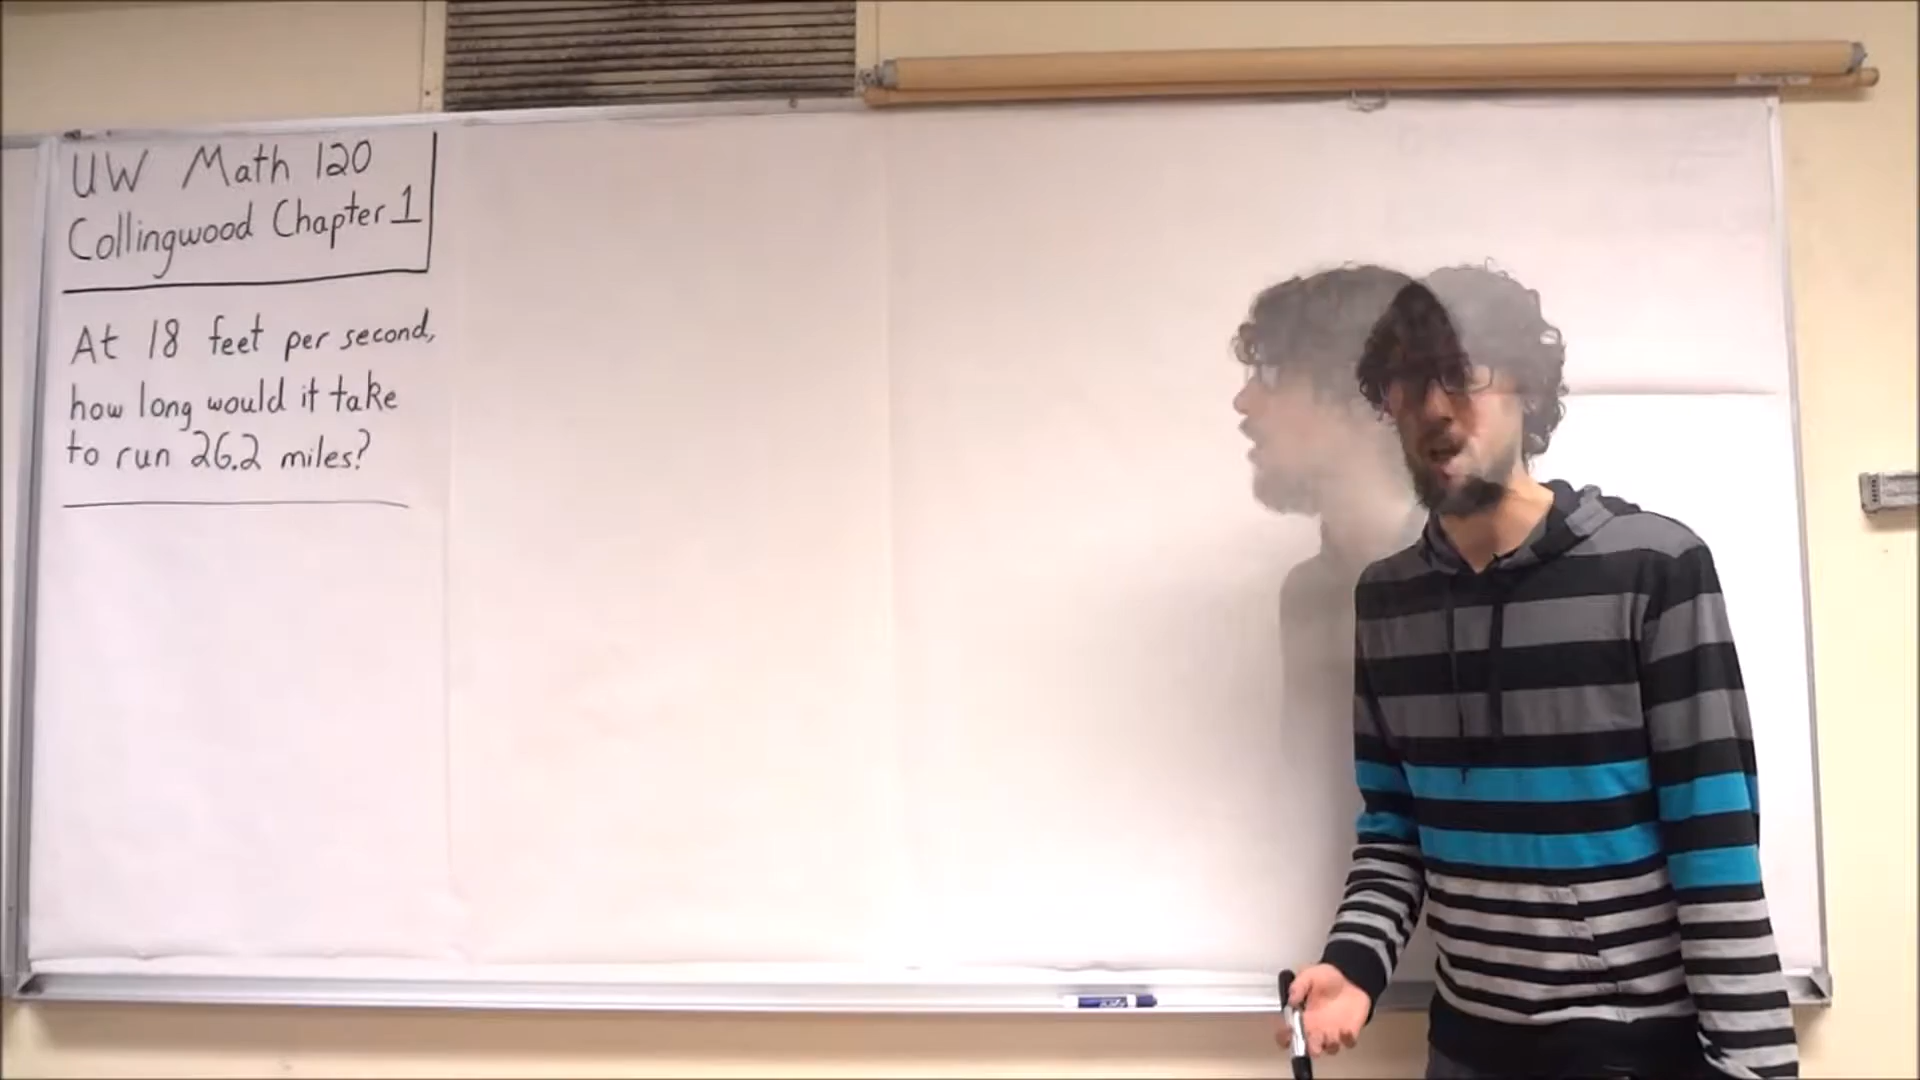 UW Math 120
Collingwood Chapter 1
At 18 feet per second,
how long would it take
to run 26.2 miles?